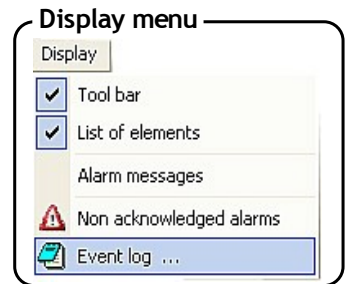 Display menu
Display
Tool bar
List of elements
Alarm messages
Non acknowledged alarms
Event log ...